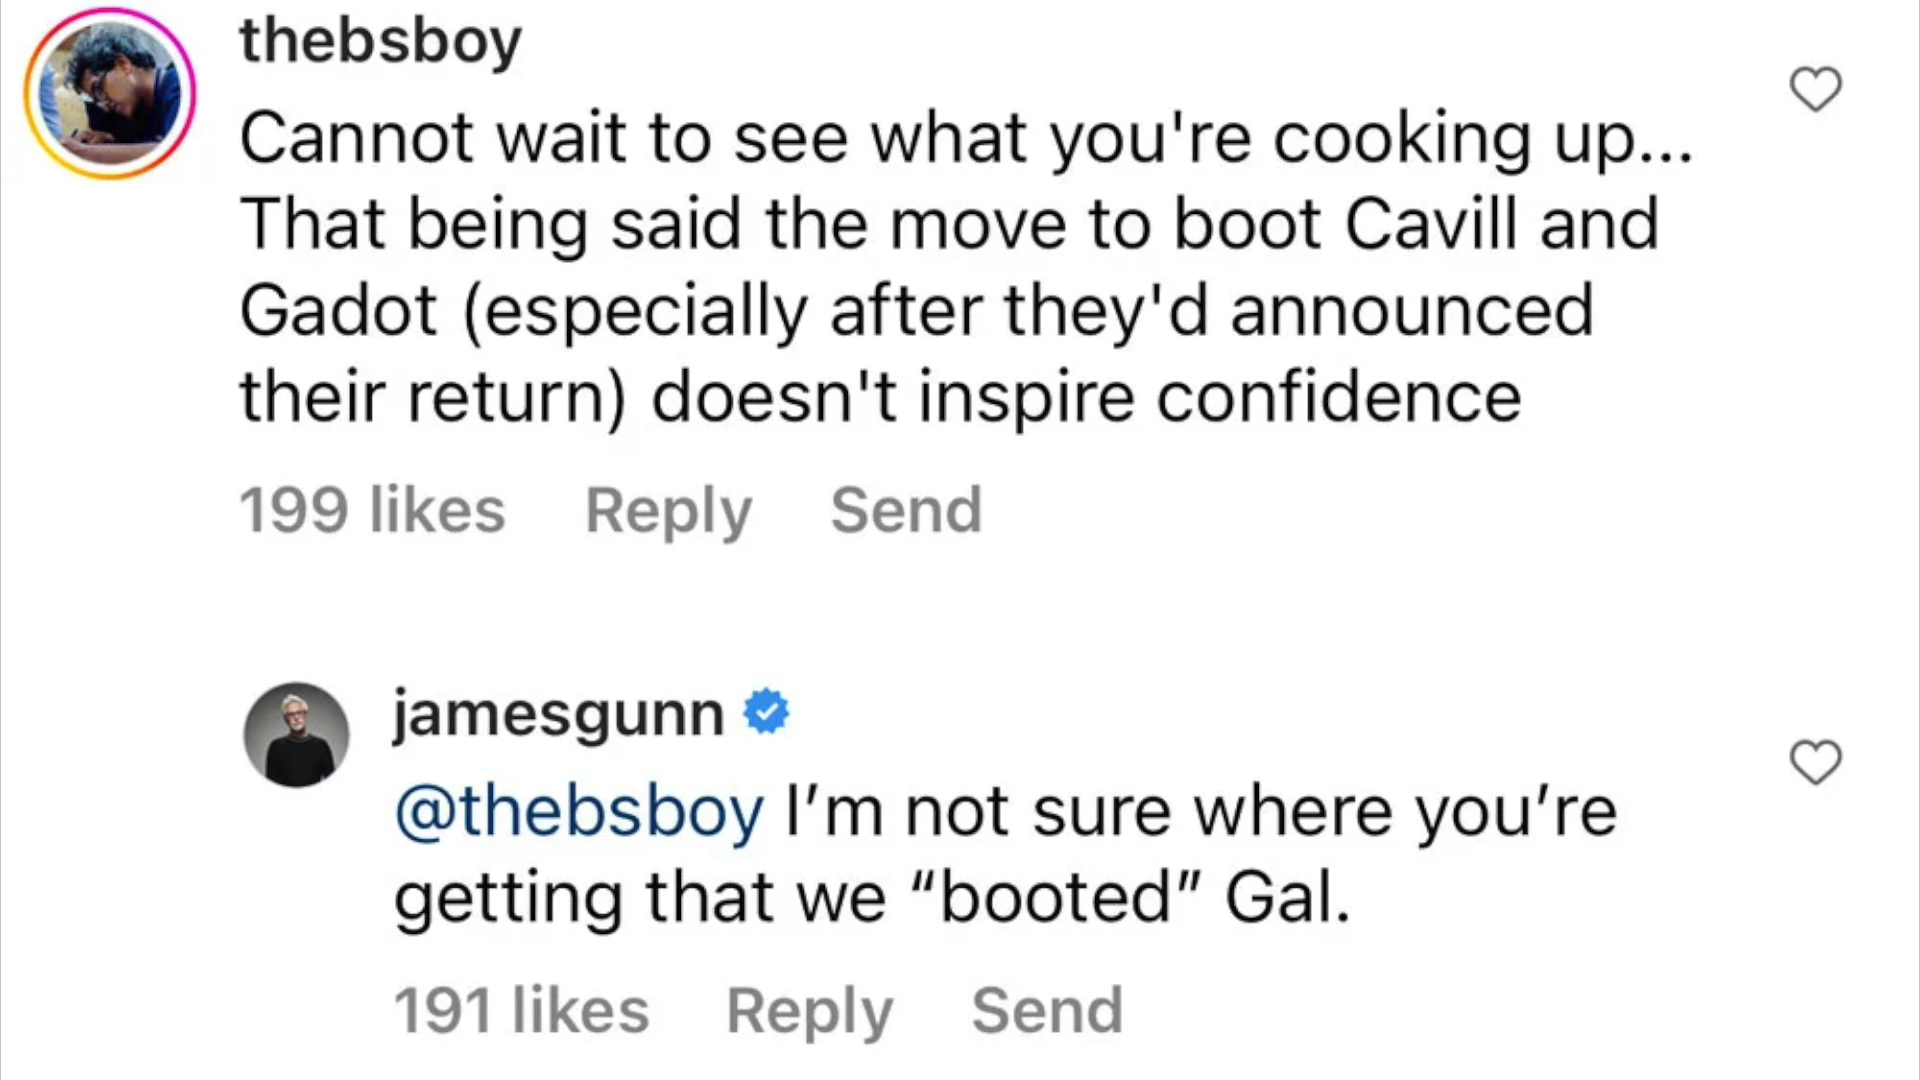 thebsboy
Cannot wait to see what you're cooking up...
That being said the move to boot Cavill and
Gadot (especially after they'd announced
their return) doesn't inspire confidence
199 likes Reply Send
jamesgunn
@thebsboy I’m not sure where you’re
getting that we “booted” Gal.
191 likes Reply Send